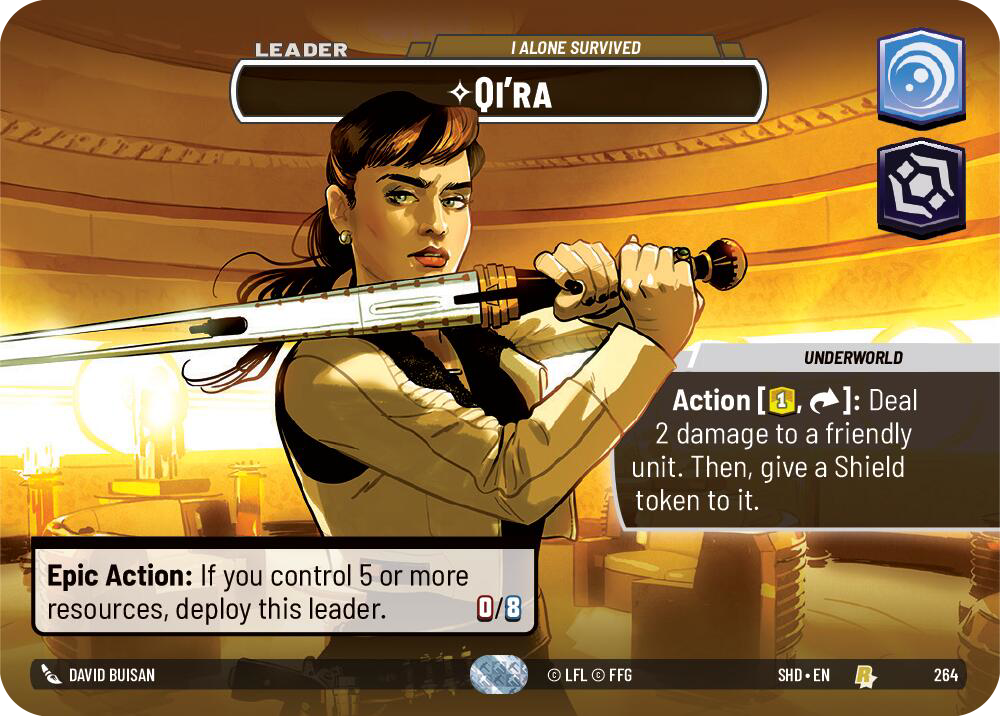 LEADER
I ALONE SURVIVED
QI'RA
UNDERWORLD
Action [1, ]: Deal
2 damage to a friendly
unit. Then, give a Shield
token to it.
Epic Action: If you control 5 or more
resources, deploy this leader.
0/8
DAVID BUISAN
© LFL © FFG
SHD • EN
R
264